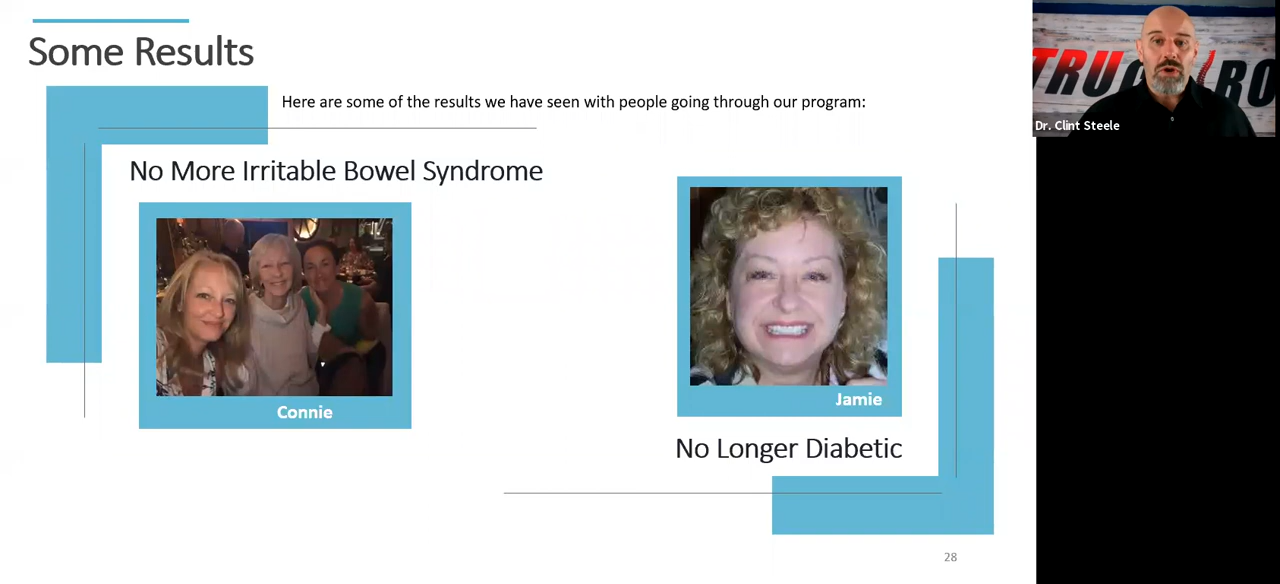 Some Results
Here are some of the results we have seen with people going through our program:
No More Irritable Bowel Syndrome
Connie
Jamie
No Longer Diabetic
28
Dr. Clint Steele